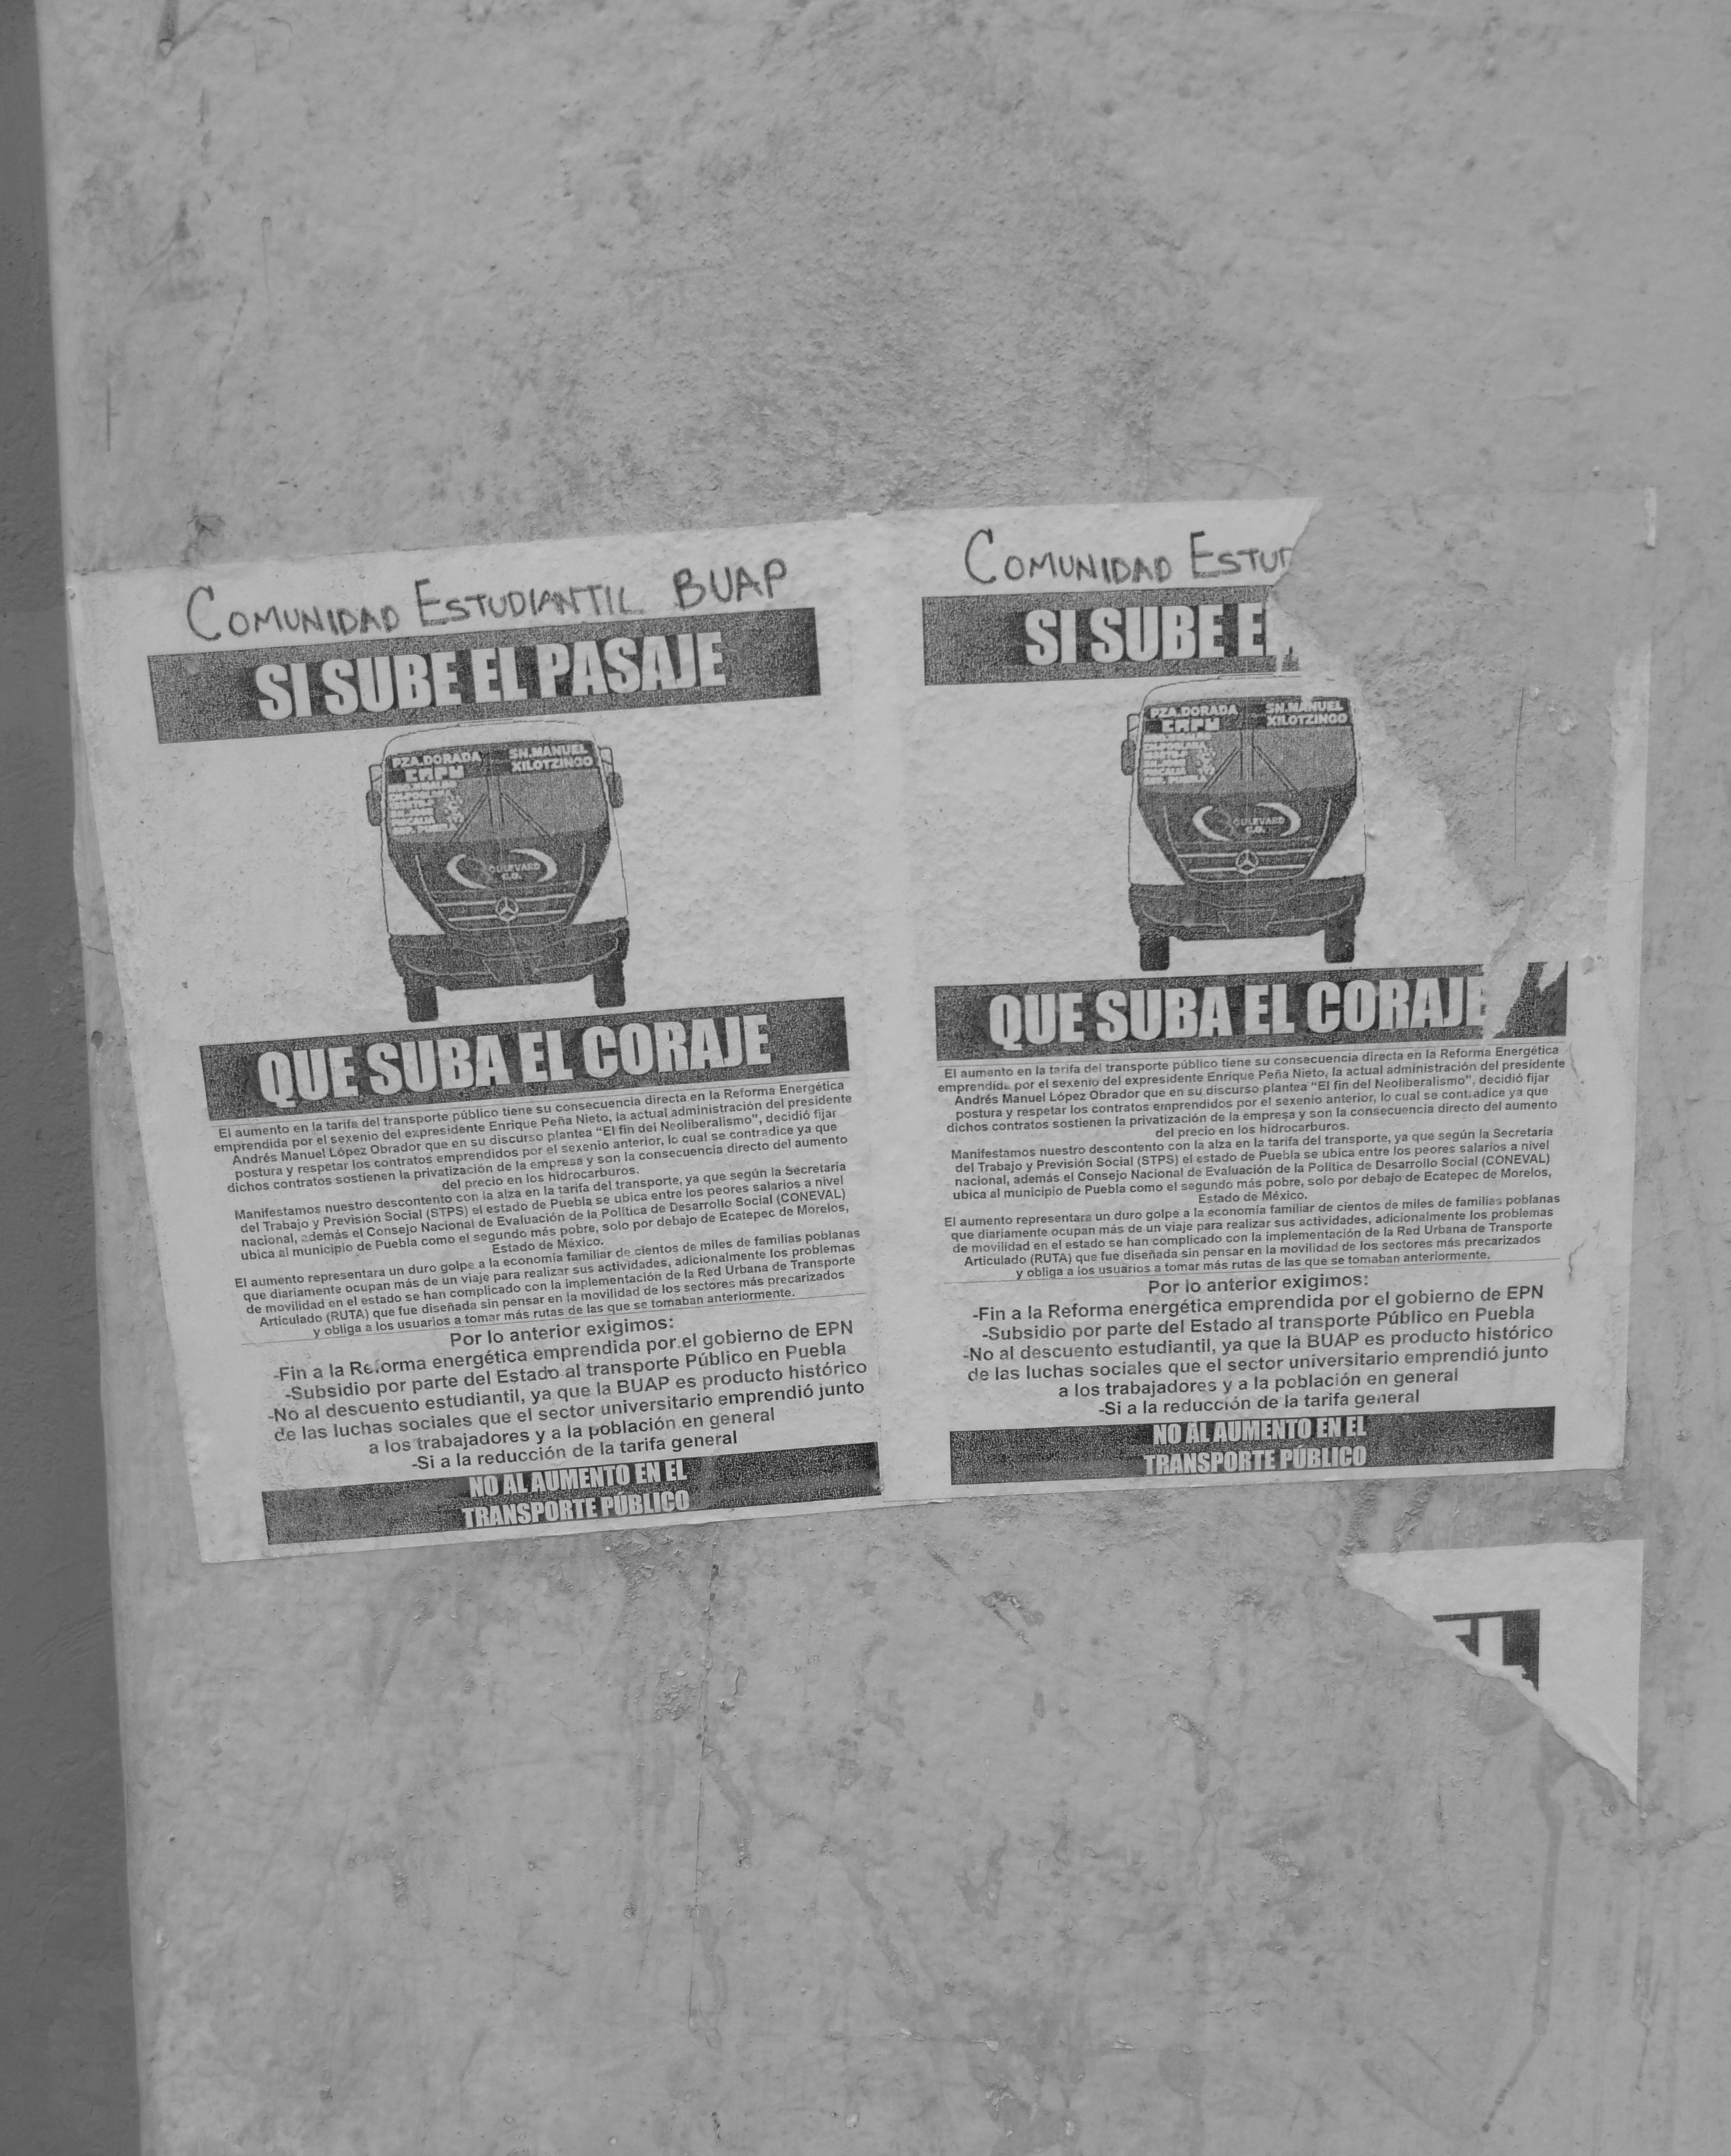 COMUNIDAD ESTUDIANTIL BUAP
SI SUBE EL PASAJE
PZA.DORADA
CAPU
SN.MANUEL
XILOTZINGO
BOULEVARD
C.O.
QUE SUBA EL CORAJE
El aumento en la tarifa del transporte público tiene su consecuencia directa en la Reforma Energética
emprendida por el sexenio del expresidente Enrique Peña Nieto, la actual administración del presidente
Andrés Manuel López Obrador que en su discurso plantea “El fin del Neoliberalismo”, decidió fijar
postura y respetar los contratos emprendidos por el sexenio anterior, lo cual se contradice ya que
dichos contratos sostienen la privatización de la empresa y son la consecuencia directo del aumento
del precio en los hidrocarburos.
Manifestamos nuestro descontento con la alza en la tarifa del transporte, ya que según la Secretaría
del Trabajo y Previsión Social (STPS) el estado de Puebla se ubica entre los peores salarios a nivel
nacional, además el Consejo Nacional de Evaluación de la Política de Desarrollo Social (CONEVAL)
ubica al municipio de Puebla como el segundo más pobre, solo por debajo de Ecatepec de Morelos,
Estado de México.
El aumento representara un duro golpe a la economía familiar de cientos de miles de familias poblanas
que diariamente ocupan más de un viaje para realizar sus actividades, adicionalmente los problemas
de movilidad en el estado se han complicado con la implementación de la Red Urbana de Transporte
Articulado (RUTA) que fue diseñada sin pensar en la movilidad de los sectores más precarizados
y obliga a los usuarios a tomar más rutas de las que se tomaban anteriormente.
Por lo anterior exigimos:
-Fin a la Reforma energética emprendida por el gobierno de EPN
-Subsidio por parte del Estado al transporte Público en Puebla
-No al descuento estudiantil, ya que la BUAP es producto histórico
de las luchas sociales que el sector universitario emprendió junto
a los trabajadores y a la población en general
-Si a la reducción de la tarifa general
NO AL AUMENTO EN EL
TRANSPORTE PÚBLICO
COMUNIDAD ESTUD
SI SUBE EL
PZA.DORADA
CAPU
SN.MANUEL
XILOTZINGO
BOULEVARD
C.O.
QUE SUBA EL CORAJE
El aumento en la tarifa del transporte público tiene su consecuencia directa en la Reforma Energética
emprendida por el sexenio del expresidente Enrique Peña Nieto, la actual administración del presidente
Andrés Manuel López Obrador que en su discurso plantea “El fin del Neoliberalismo”, decidió fijar
postura y respetar los contratos emprendidos por el sexenio anterior, lo cual se contradice ya que
dichos contratos sostienen la privatización de la empresa y son la consecuencia directo del aumento
del precio en los hidrocarburos.
Manifestamos nuestro descontento con la alza en la tarifa del transporte, ya que según la Secretaría
del Trabajo y Previsión Social (STPS) el estado de Puebla se ubica entre los peores salarios a nivel
nacional, además el Consejo Nacional de Evaluación de la Política de Desarrollo Social (CONEVAL)
ubica al municipio de Puebla como el segundo más pobre, solo por debajo de Ecatepec de Morelos,
Estado de México.
El aumento representara un duro golpe a la economía familiar de cientos de miles de familias poblanas
que diariamente ocupan más de un viaje para realizar sus actividades, adicionalmente los problemas
de movilidad en el estado se han complicado con la implementación de la Red Urbana de Transporte
Articulado (RUTA) que fue diseñada sin pensar en la movilidad de los sectores más precarizados
y obliga a los usuarios a tomar más rutas de las que se tomaban anteriormente.
Por lo anterior exigimos:
-Fin a la Reforma energética emprendida por el gobierno de EPN
-Subsidio por parte del Estado al transporte Público en Puebla
-No al descuento estudiantil, ya que la BUAP es producto histórico
de las luchas sociales que el sector universitario emprendió junto
a los trabajadores y a la población en general
-Si a la reducción de la tarifa general
NO AL AUMENTO EN EL
TRANSPORTE PÚBLICO